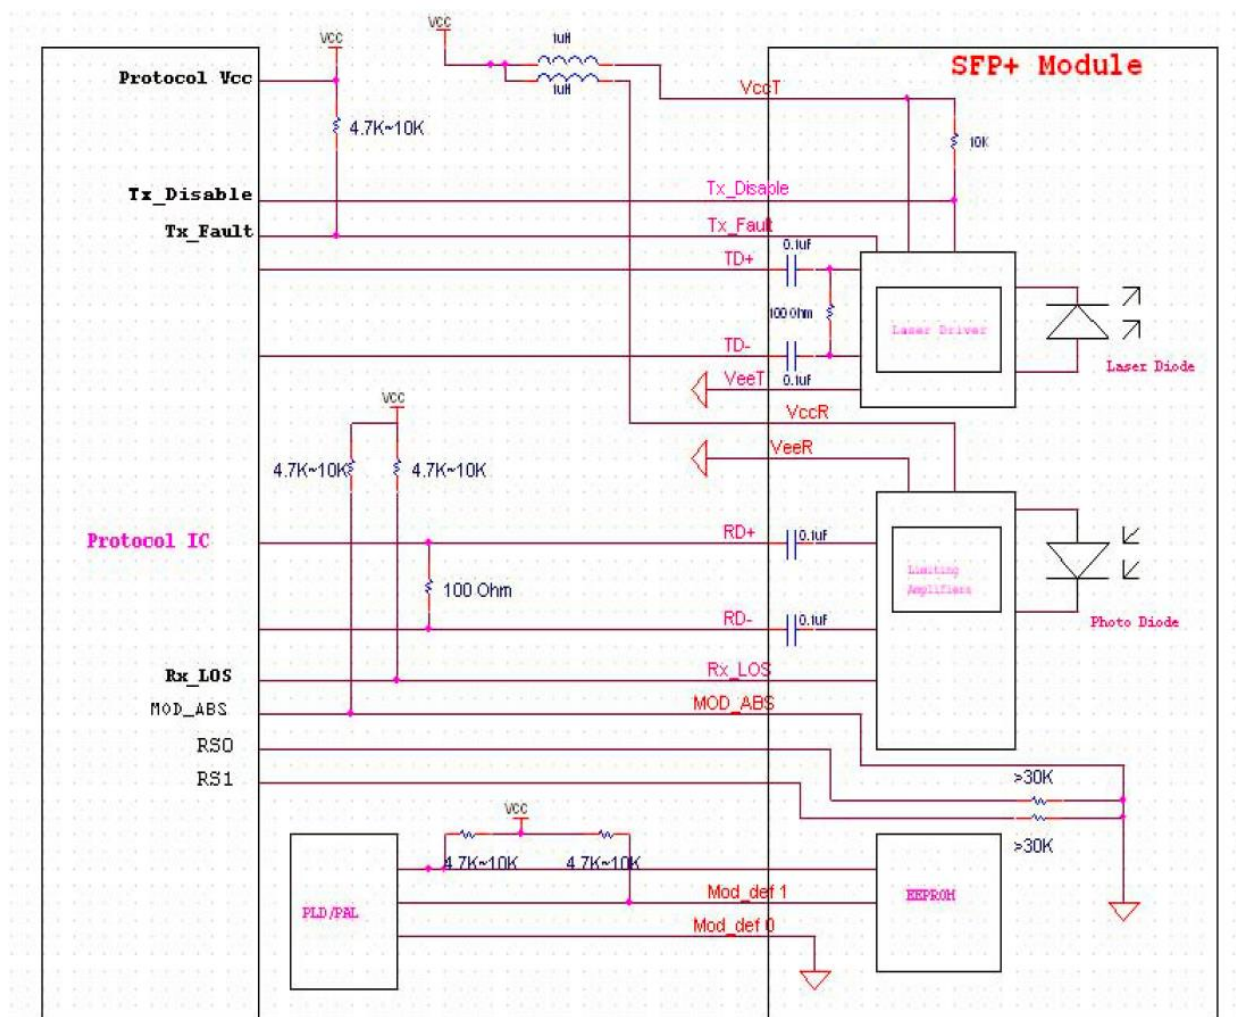 VCC
VCC
1uH
SFP+ Module
Protocol Vcc
1uH
VccT
4.7K~10K
10K
Tx_Disable
Tx_Disable
Tx_Fault
Tx_Fault
0.1uF
TD+
100 Ohm
Laser Driver
TD-
Laser Diode
VeeT
0.1uF
VCC
VccR
VeeR
4.7K~10K
4.7K~10K
Protocol IC
RD+
0.1uF
Limiting
Amplifiers
100 Ohm
RD-
0.1uF
Photo Diode
Rx_LOS
Rx_LOS
MOD_ABS
MOD_ABS
RS0
RS1
>30K
VCC
>30K
4.7K~10K
4.7K~10K
Mod_def 1
EEPROM
PLD/PAL
Mod_def 0